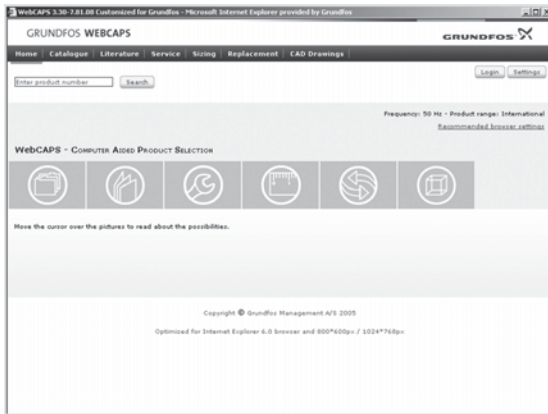 WebCAPS 3.30-7.01.08 Customized for Grundfos - Microsoft Internet Explorer provided by Grundfos
GRUNDFOS WEBCAPS
GRUNDFOS
Home Catalogue Literature Service Sizing Replacement CAD Drawings
Login Settings
Enter product number Search
Frequency: 50 Hz - Product range: International
Recommended browser settings
WebCAPS - Computer Aided Product Selection
Move the cursor over the pictures to read about the possibilities.
Copyright © Grundfos Management A/S 2005
Optimized for Internet Explorer 6.0 browser and 800*600px / 1024*768px